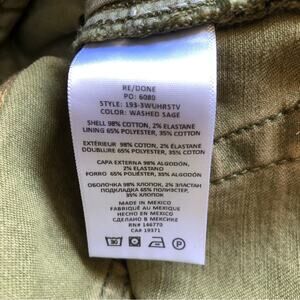 RE/DONE
PO: 6080
STYLE: 193-3WUHRSTV
COLOR: WASHED SAGE
SHELL 98% COTTON, 2% ELASTANE
LINING 65% POLYESTER, 35% COTTON
EXTÉRIEUR 98% COTON, 2% ÉLASTANE
DOUBLURE 65% POLYESTER, 35% COTON
CAPA EXTERNA 98% ALGODÓN,
2% ELASTANO
FORRO 65% POLIÉSTER, 35% ALGODÓN
ОБОЛОЧКА 98% ХЛОПОК, 2% ЭЛАСТАН
ПОДКЛАДКА 65% ПОЛИЭСТЕР,
35% ХЛОПОК
MADE IN MEXICO
FABRIQUÉ AU MEXIQUE
HECHO EN MÉXICO
СДЕЛАНО В МЕКСИКЕ
RN# 146770
CA# 19371